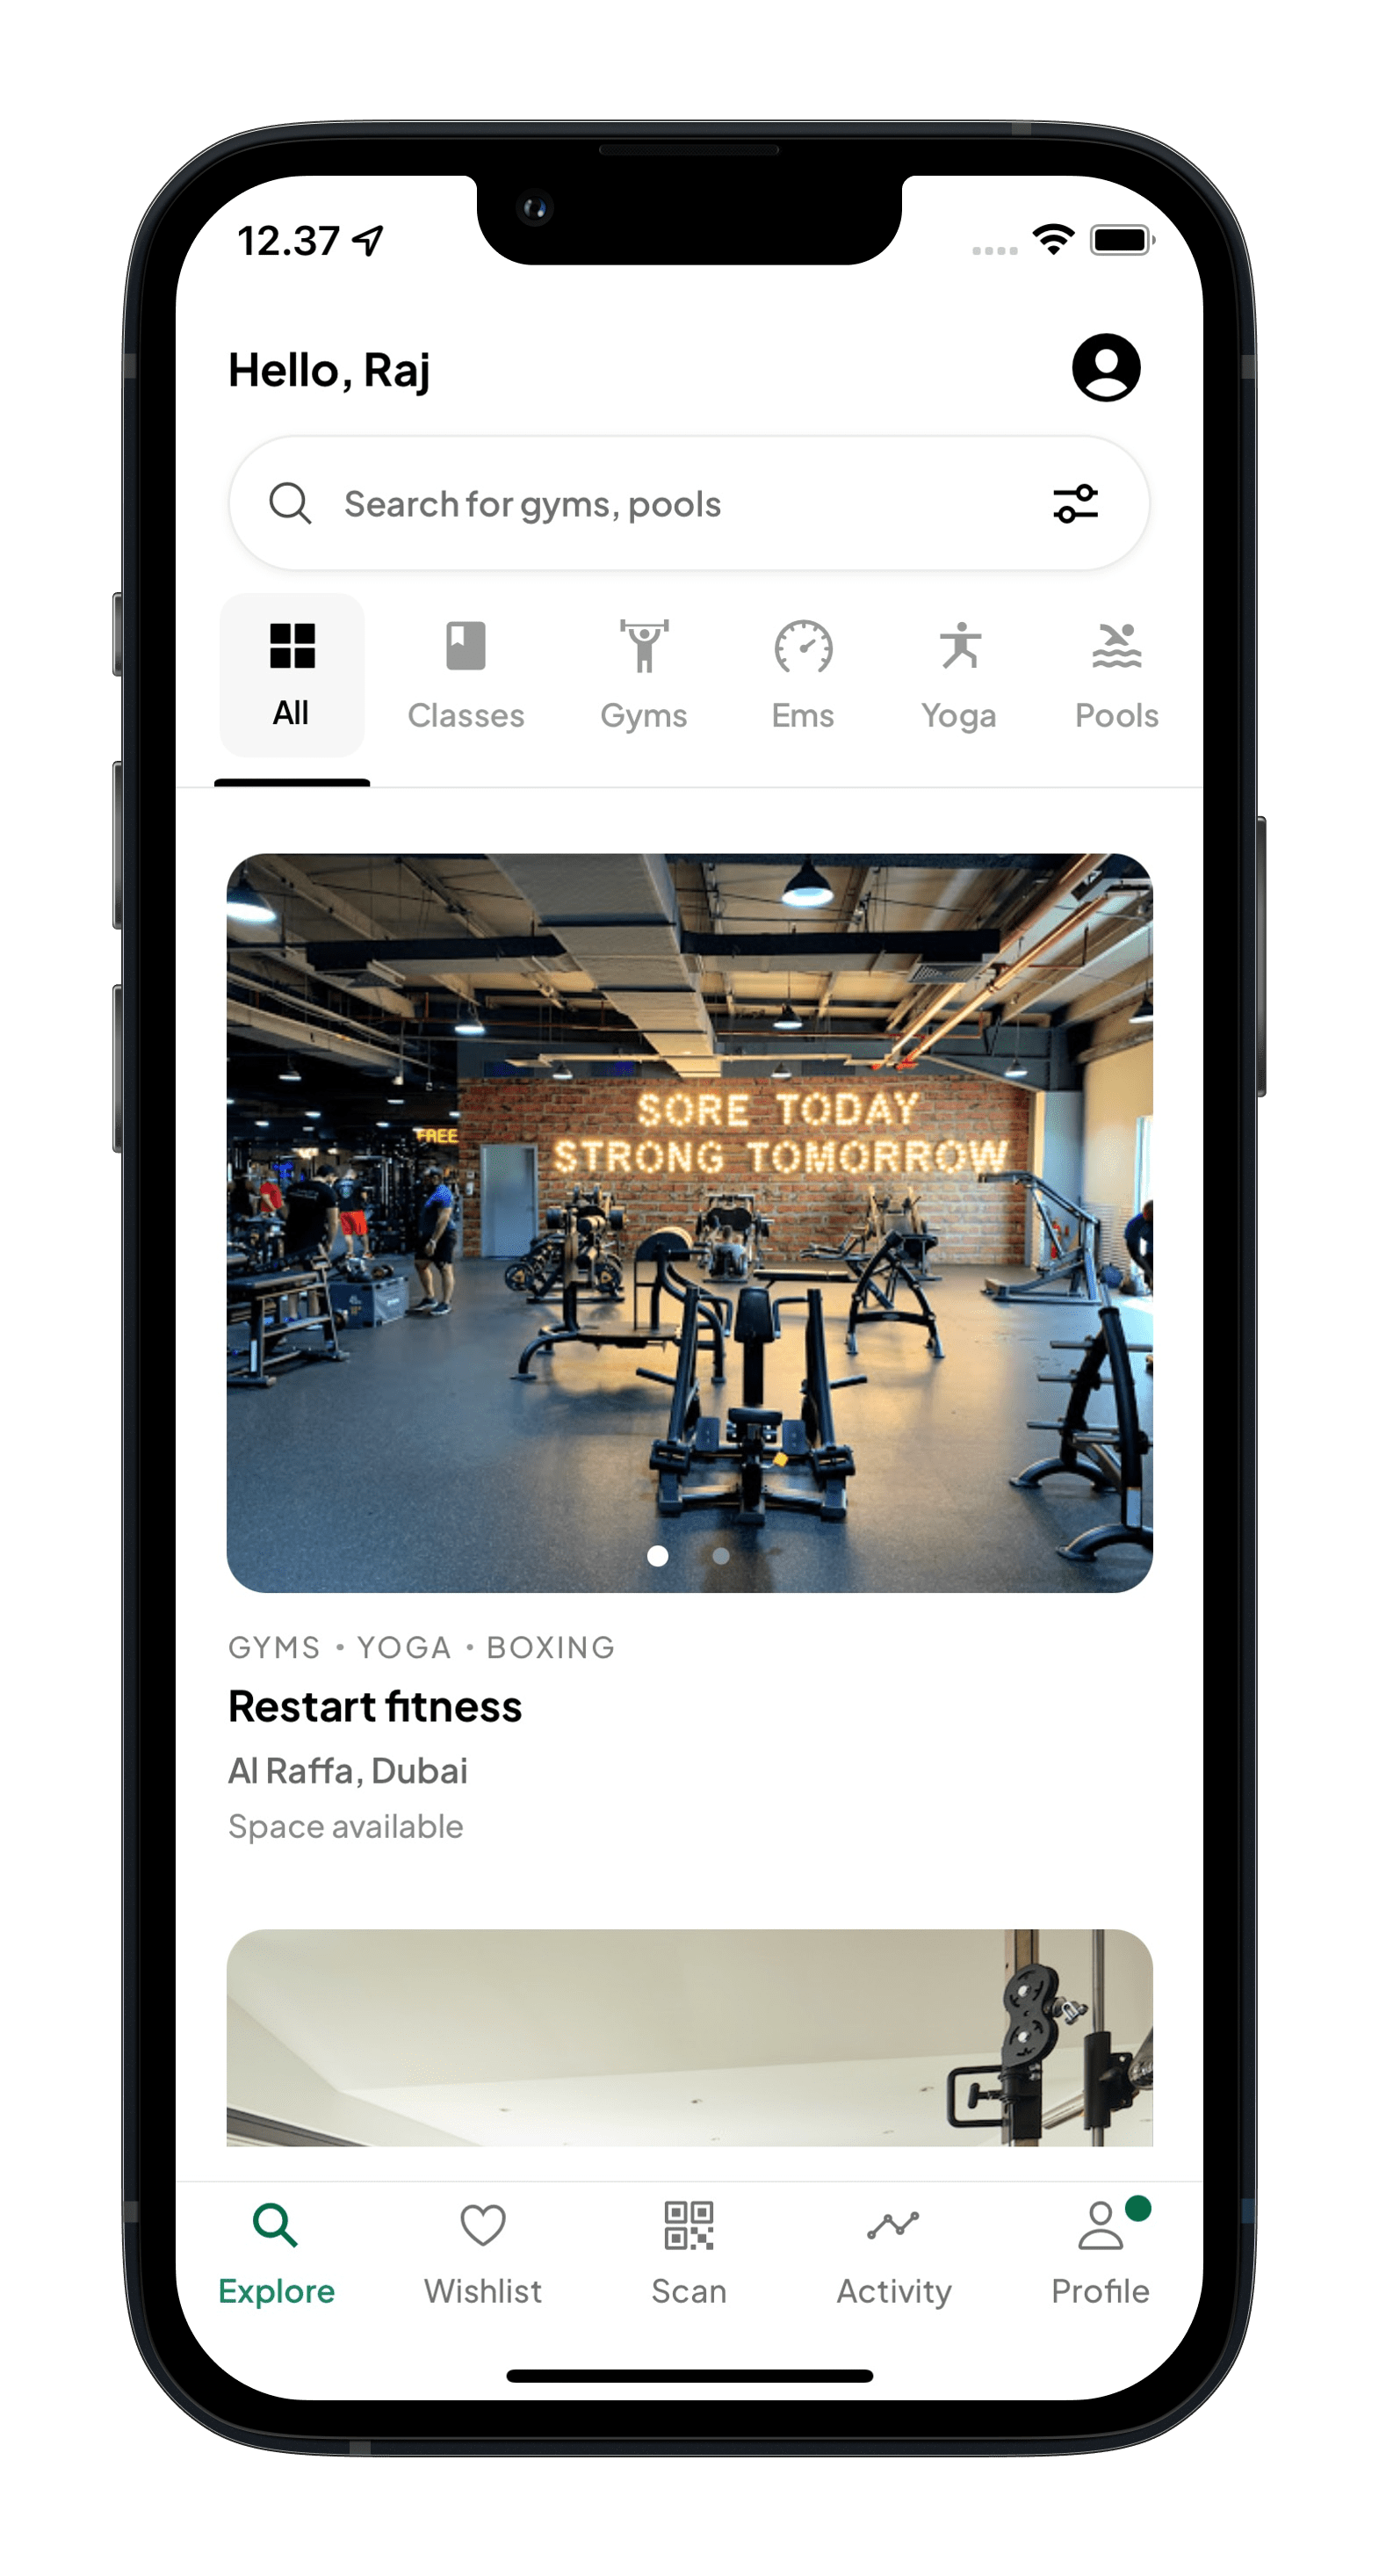 12.37
Hello, Raj
Search for gyms, pools
All
Classes
Gyms
Ems
Yoga
Pools
FREE
SORE TODAY
STRONG TOMORROW
GYMS • YOGA • BOXING
Restart fitness
Al Raffa, Dubai
Space available
Explore
Wishlist
Scan
Activity
Profile